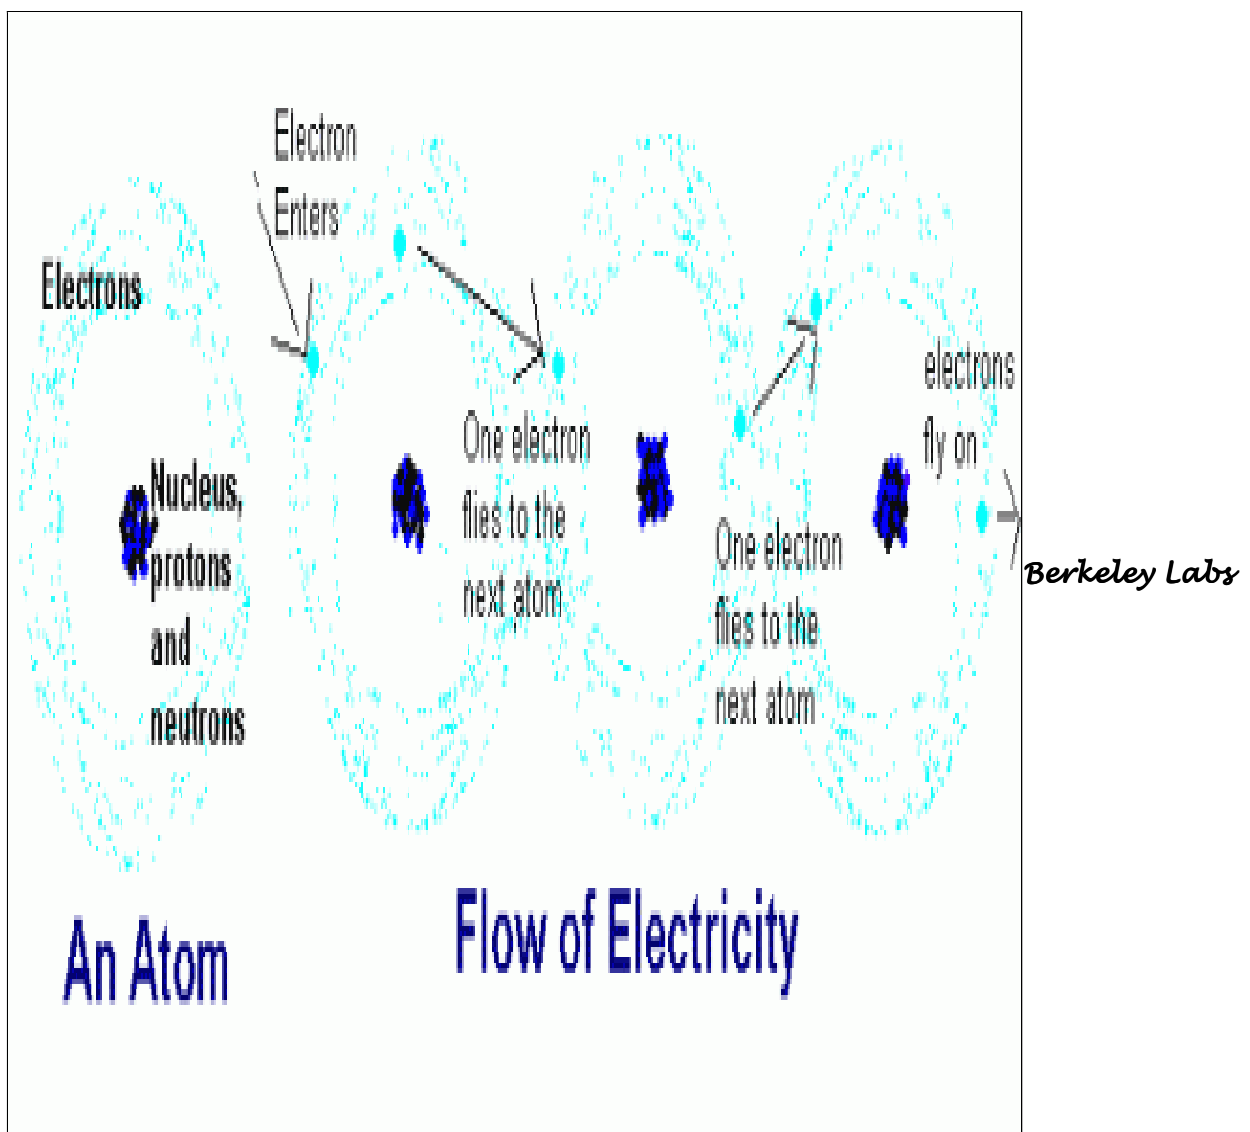 Electron
Enters
Electrons
Nucleus,
protons
and
neutrons
One electron
flies to the
next atom
One electron
flies to the
next atom
electrons
fly on
Berkeley Labs
An Atom
Flow of Electricity